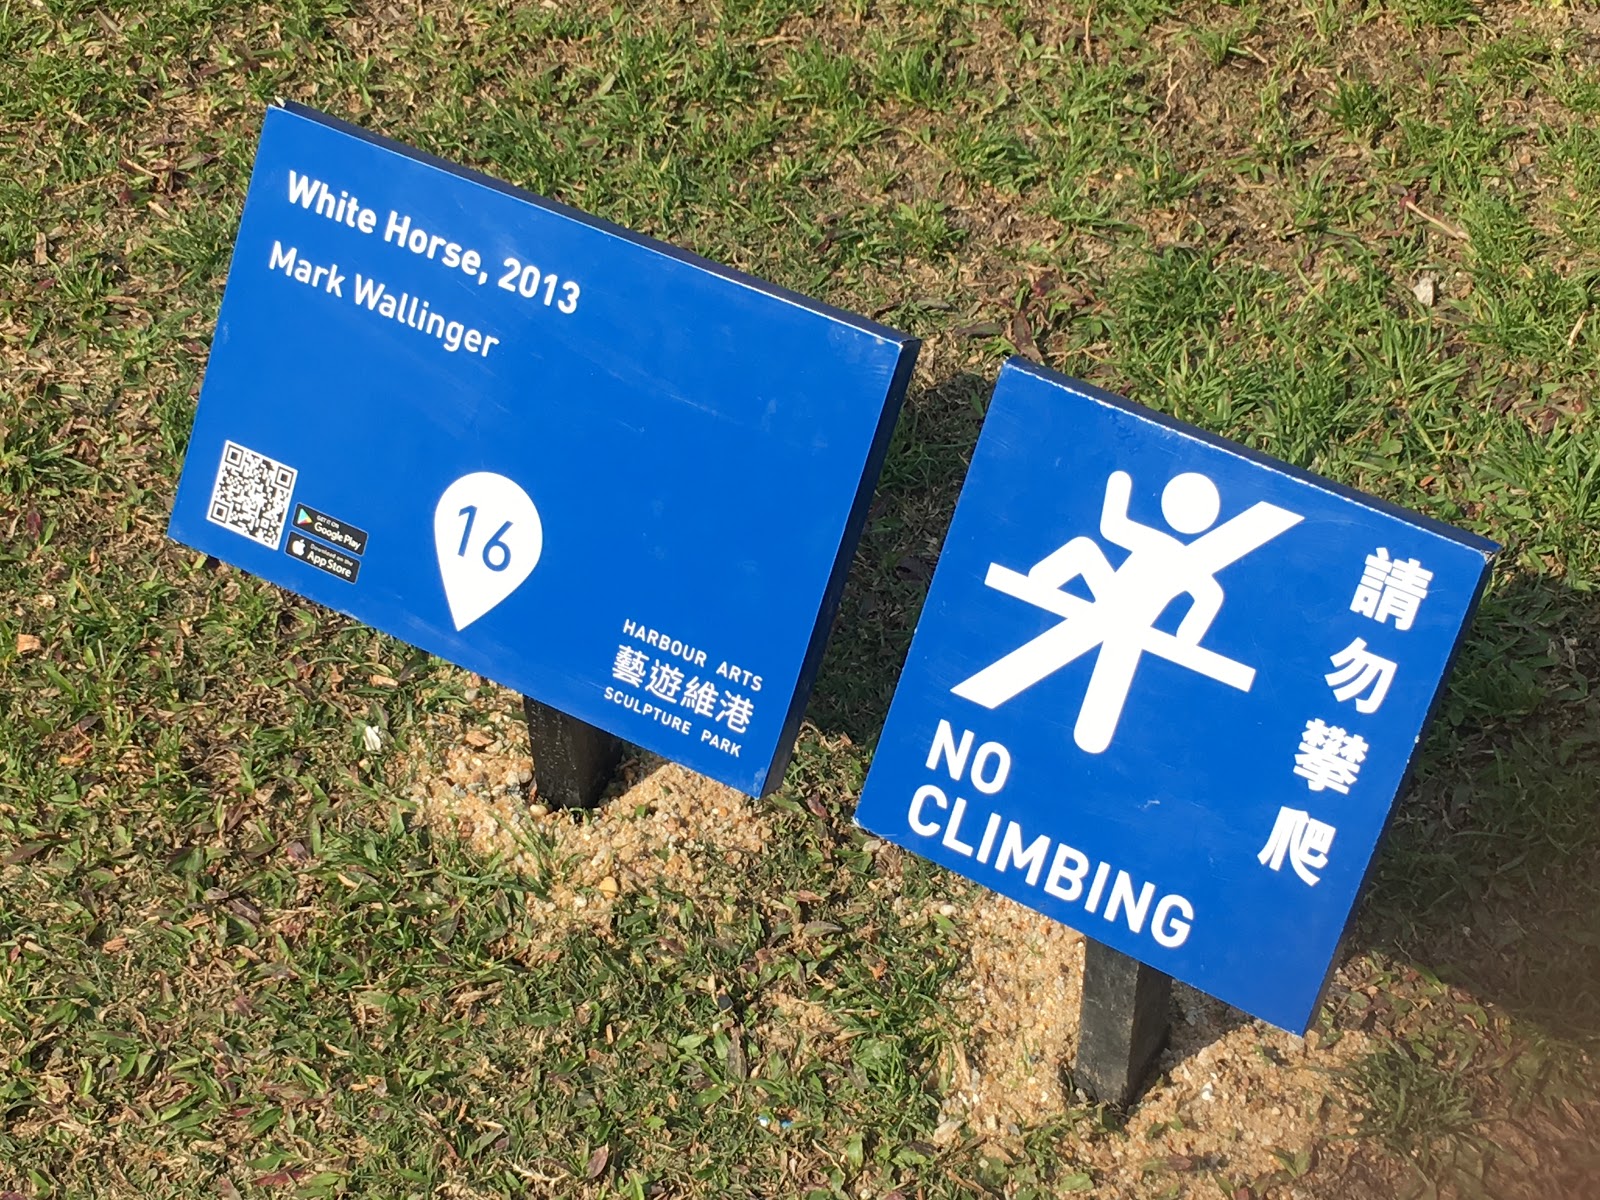 White Horse, 2013
Mark Wallinger
GET IT ON
Google Play
Download on the
App Store
16
HARBOUR ARTS
藝遊維港
SCULPTURE PARK
請勿攀爬
NO
CLIMBING